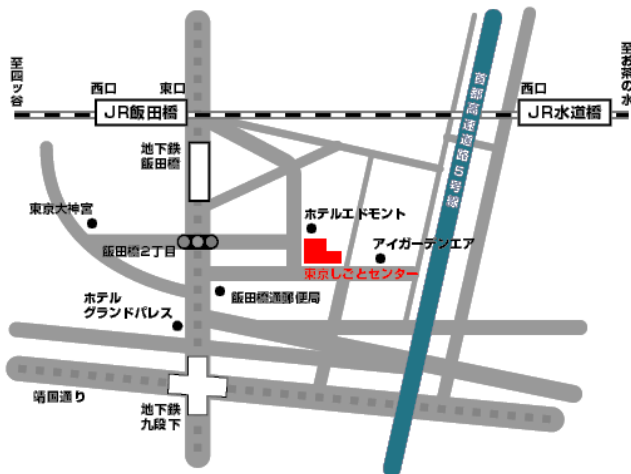 至四ッ谷
西口
東口
JR飯田橋
西口
JR水道橋
至お茶の水
首都高速道路5号線
地下鉄
飯田橋
東京大神宮
飯田橋2丁目
ホテルエドモント
アイガーデンエア
東京しごとセンター
飯田橋通郵便局
ホテル
グランドパレス
靖国通り
地下鉄
九段下